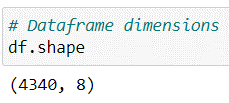 # Dataframe dimensions
df.shape
(4340, 8)